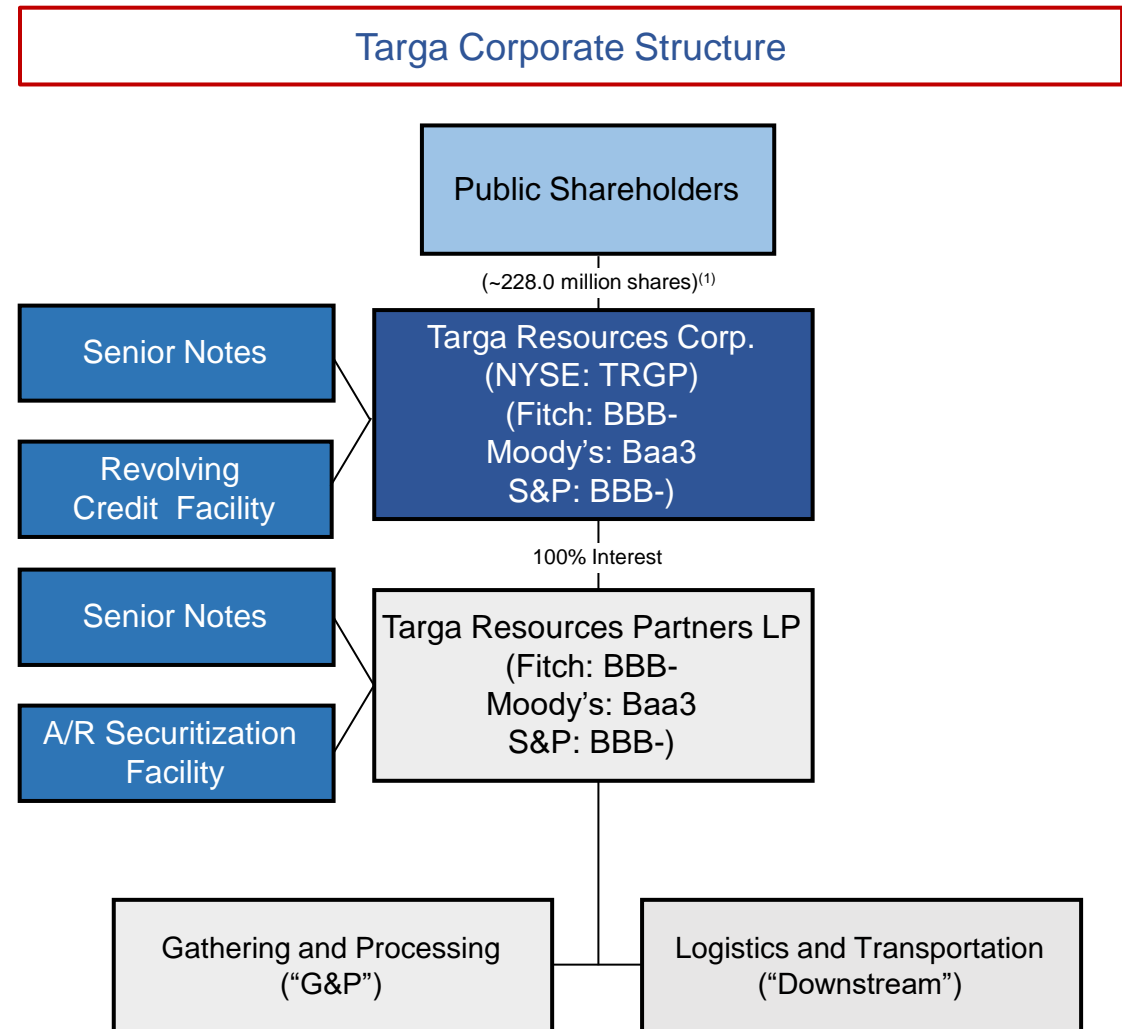 Targa Corporate Structure
Public Shareholders
(~228.0 million shares)(1)
Senior Notes
Revolving
Credit Facility
Targa Resources Corp.
(NYSE: TRGP)
(Fitch: BBB-
Moody’s: Baa3
S&P: BBB-)
100% Interest
Senior Notes
A/R Securitization
Facility
Targa Resources Partners LP
(Fitch: BBB-
Moody’s: Baa3
S&P: BBB-)
Gathering and Processing
(“G&P”)
Logistics and Transportation
(“Downstream”)